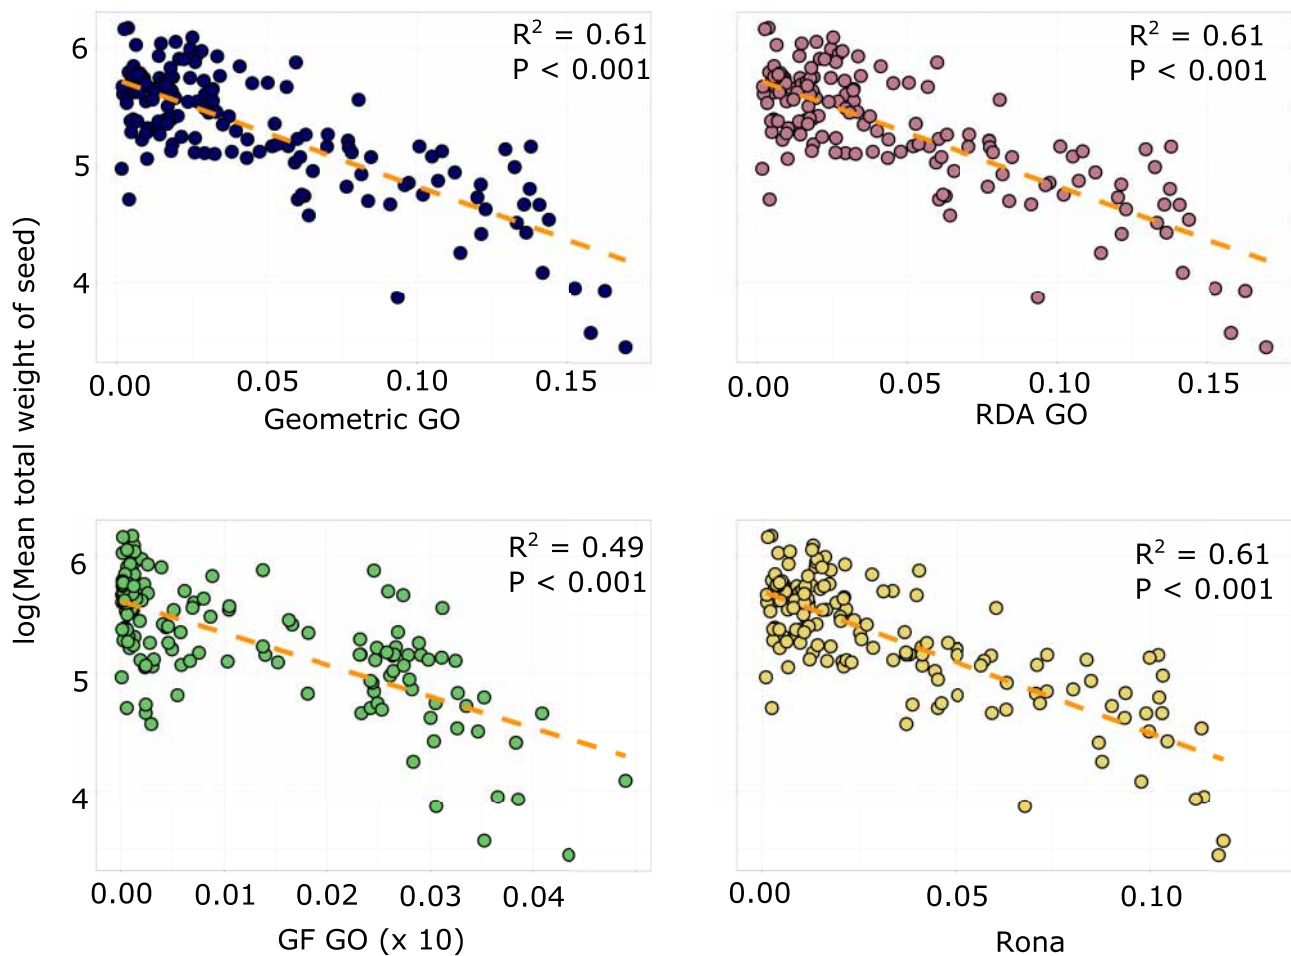 log(Mean total weight of seed)
R² = 0.61
P < 0.001
6
5
4
0.00 0.05 0.10 0.15
Geometric GO
R² = 0.61
P < 0.001
0.00 0.05 0.10 0.15
RDA GO
R² = 0.49
P < 0.001
6
5
4
0.00 0.01 0.02 0.03 0.04
GF GO (x 10)
R² = 0.61
P < 0.001
0.00 0.05 0.10
Rona